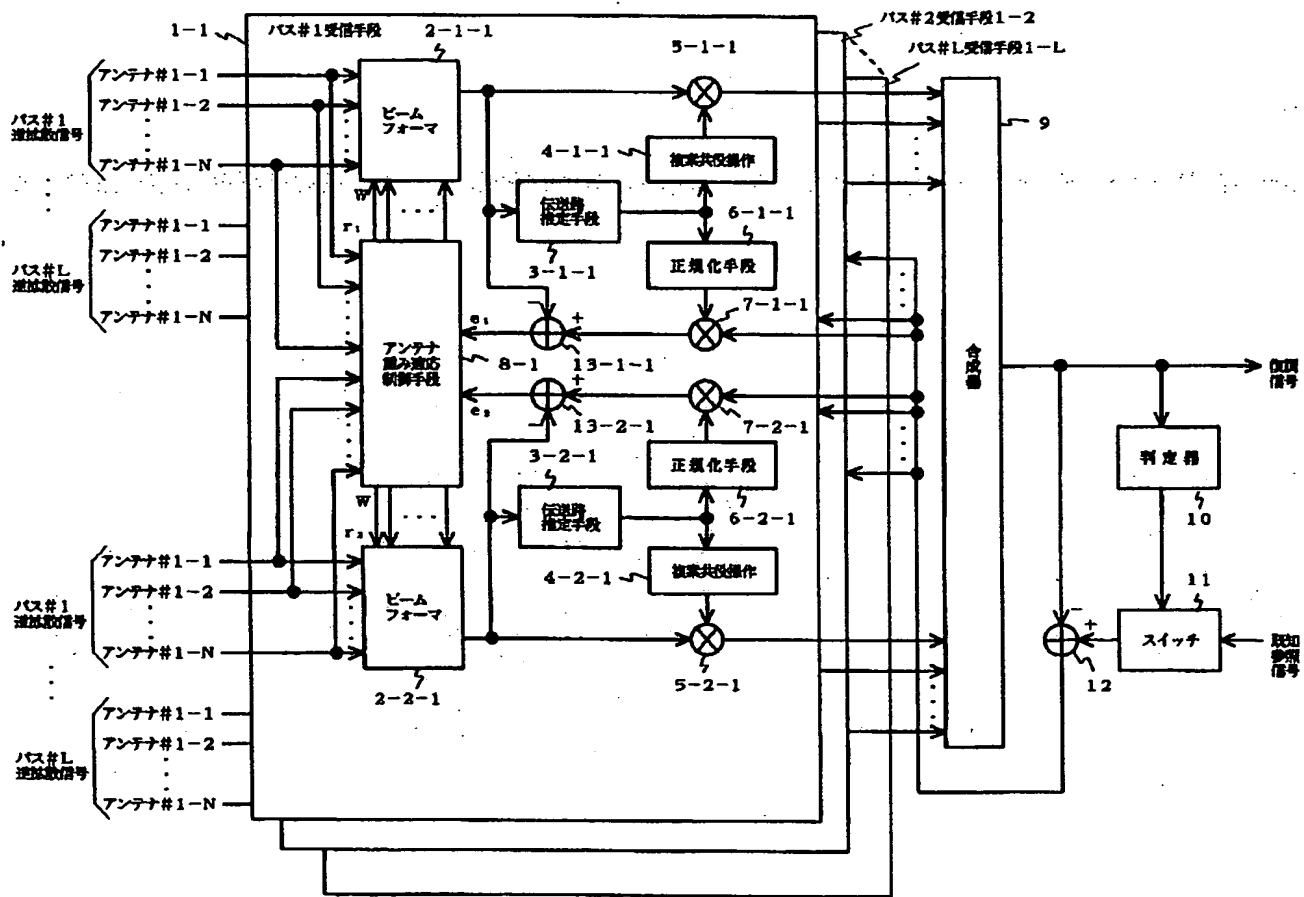 1-1
パス#1受信手段
2-1-1
5-1-1
パス#2受信手段1-2
パス#L受信手段1-L
パス#1
逆拡散信号
アンテナ#1-1
アンテナ#1-2
アンテナ#1-N
ビーム
フォーマ
4-1-1
複素共役操作
9
W
r₁
伝送路
推定手段
3-1-1
6-1-1
正規化手段
パス#L
逆拡散信号
アンテナ#1-1
アンテナ#1-2
アンテナ#1-N
アンテナ
重み適応
制御手段
8-1
e₁
-
+
13-1-1
7-1-1
e₂
+
-
13-2-1
7-2-1
合成器
復調
信号
判定器
10
3-2-1
伝送路
推定手段
正規化手段
6-2-1
W
r₂
4-2-1
複素共役操作
パス#1
逆拡散信号
アンテナ#1-1
アンテナ#1-2
アンテナ#1-N
ビーム
フォーマ
2-2-1
5-2-1
11
スイッチ
-
+
12
既知
参照
信号
パス#L
逆拡散信号
アンテナ#1-1
アンテナ#1-2
アンテナ#1-N